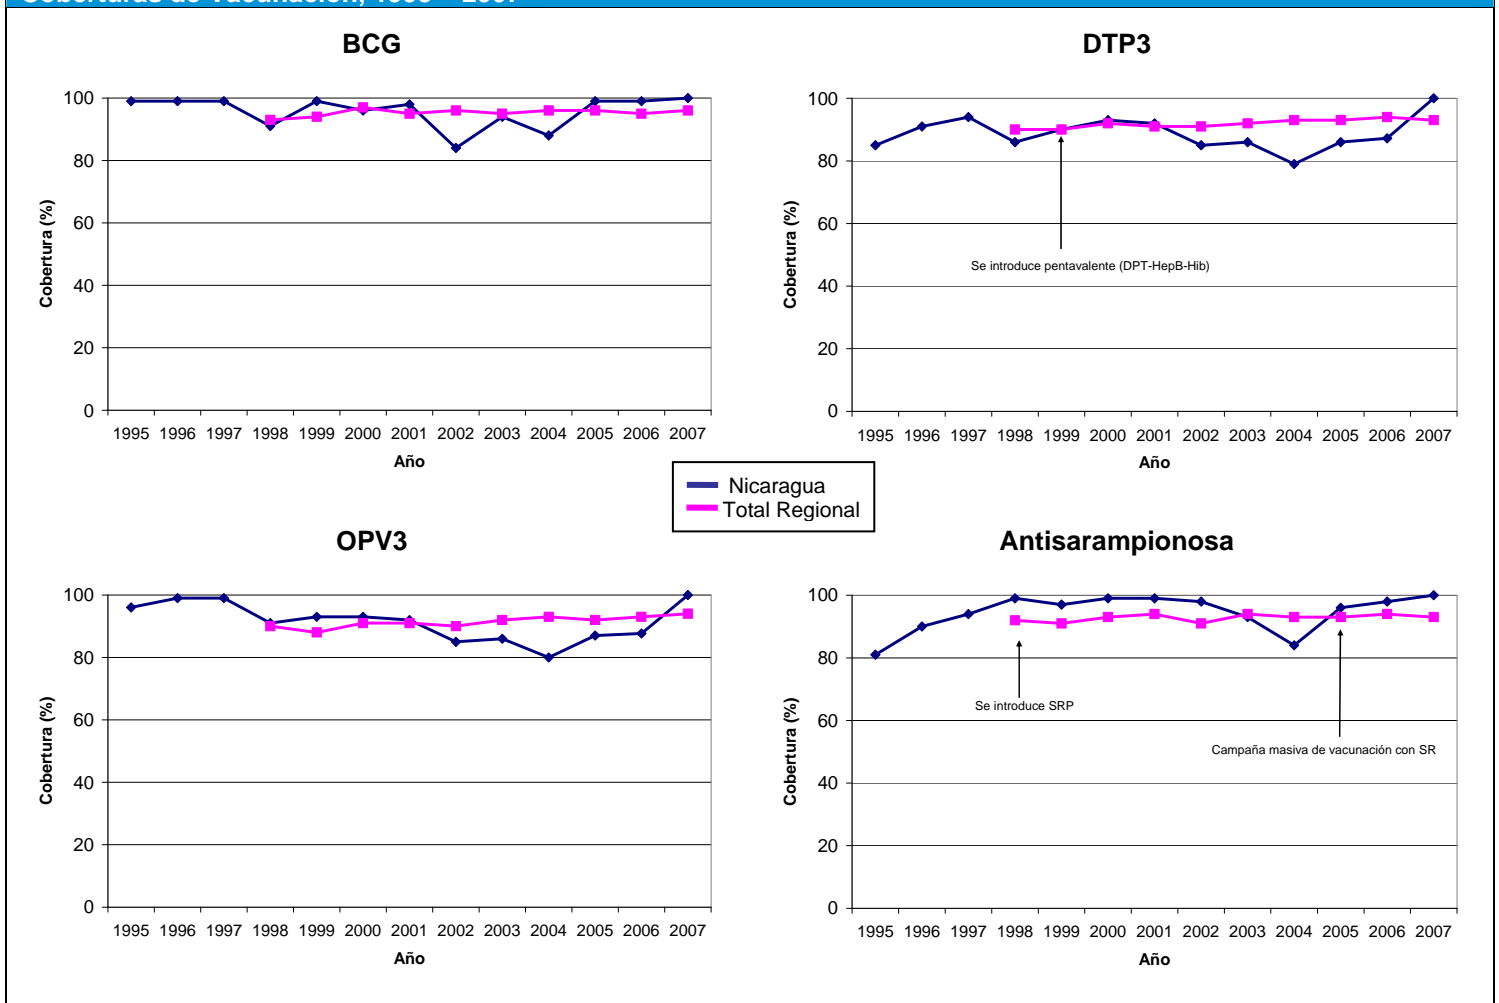 BCG
100
80
60
40
20
0
Cobertura (%)
1995 1996 1997 1998 1999 2000 2001 2002 2003 2004 2005 2006 2007
Año
DTP3
100
80
60
40
20
0
Cobertura (%)
Se introduce pentavalente (DPT-HepB-Hib)
1995 1996 1997 1998 1999 2000 2001 2002 2003 2004 2005 2006 2007
Año
Nicaragua
Total Regional
OPV3
100
80
60
40
20
0
Cobertura (%)
1995 1996 1997 1998 1999 2000 2001 2002 2003 2004 2005 2006 2007
Año
Antisarampionosa
100
80
60
40
20
0
Cobertura (%)
Se introduce SRP
Campaña masiva de vacunación con SR
1995 1996 1997 1998 1999 2000 2001 2002 2003 2004 2005 2006 2007
Año